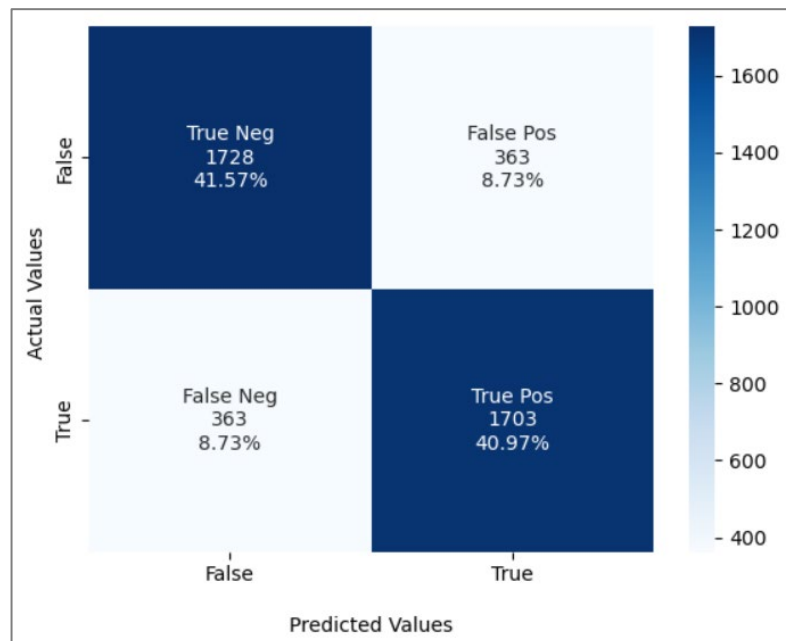 True Neg
1728
41.57%
False Pos
363
8.73%
False Neg
363
8.73%
True Pos
1703
40.97%
False
True
Actual Values
False
True
Predicted Values
1600
1400
1200
1000
800
600
400